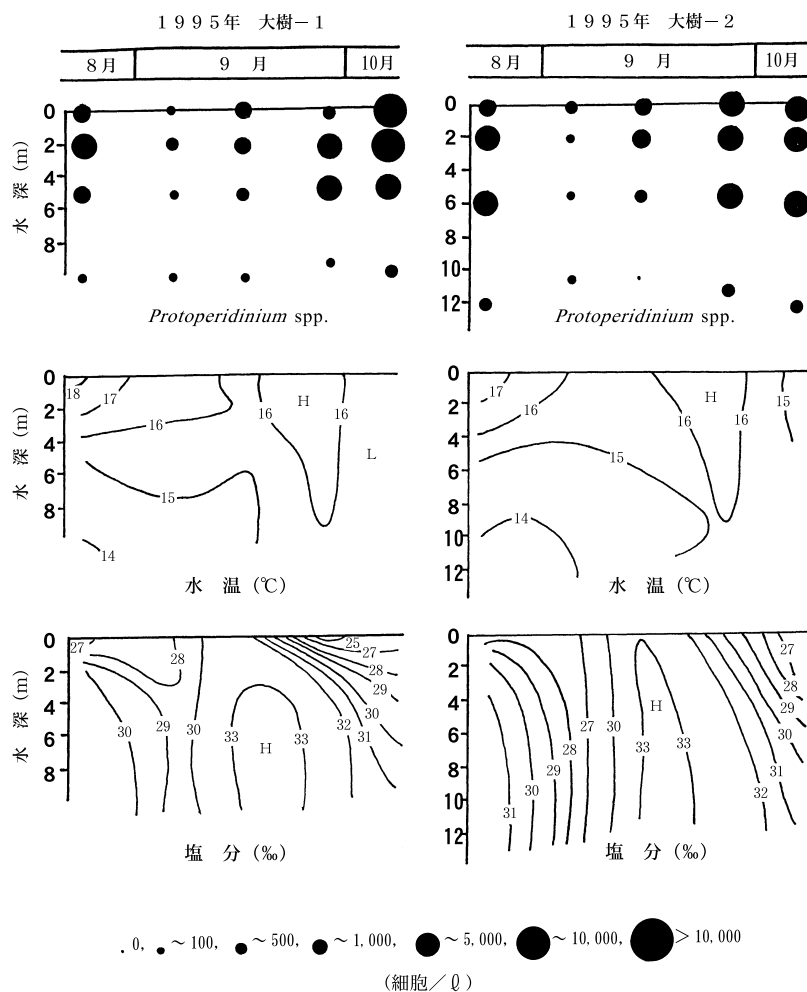 1995年 大樹－1
8月 9 月 10月
0
2
4
6
8
水 深 (m)
Protoperidinium spp.
1995年 大樹－2
8月 9 月 10月
0
2
4
6
8
10
12
Protoperidinium spp.
0
2
4
6
8
水 深 (m)
18 17 16 16 H 16 L 15 14
水 温 (℃)
0
2
4
6
8
10
12
17 16 16 H 16 15 15 14
水 温 (℃)
0
2
4
6
8
水 深 (m)
27 28 29 30 30 33 H 33 32 31 30 29 28 27 25
塩 分 (‰)
0
2
4
6
8
10
12
31 30 29 28 27 30 33 H 33 32 31 30 29 28 27
塩 分 (‰)
0, ～100, ～500, ～1,000, ～5,000, ～10,000, ＞10,000
(細胞／ℓ)